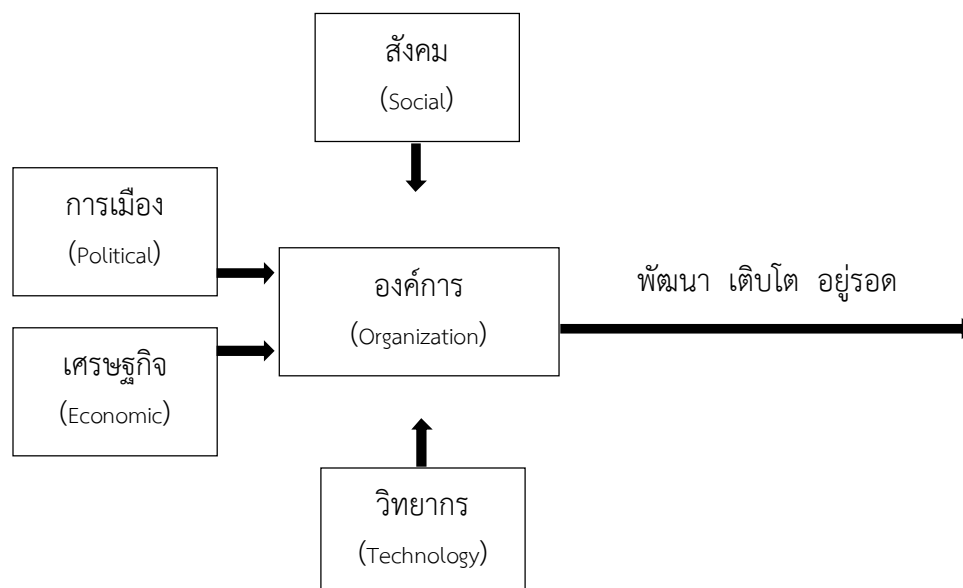 สังคม
(Social)
การเมือง
(Political)
องค์การ
(Organization)
พัฒนา เติบโต อยู่รอด
เศรษฐกิจ
(Economic)
วิทยากร
(Technology)